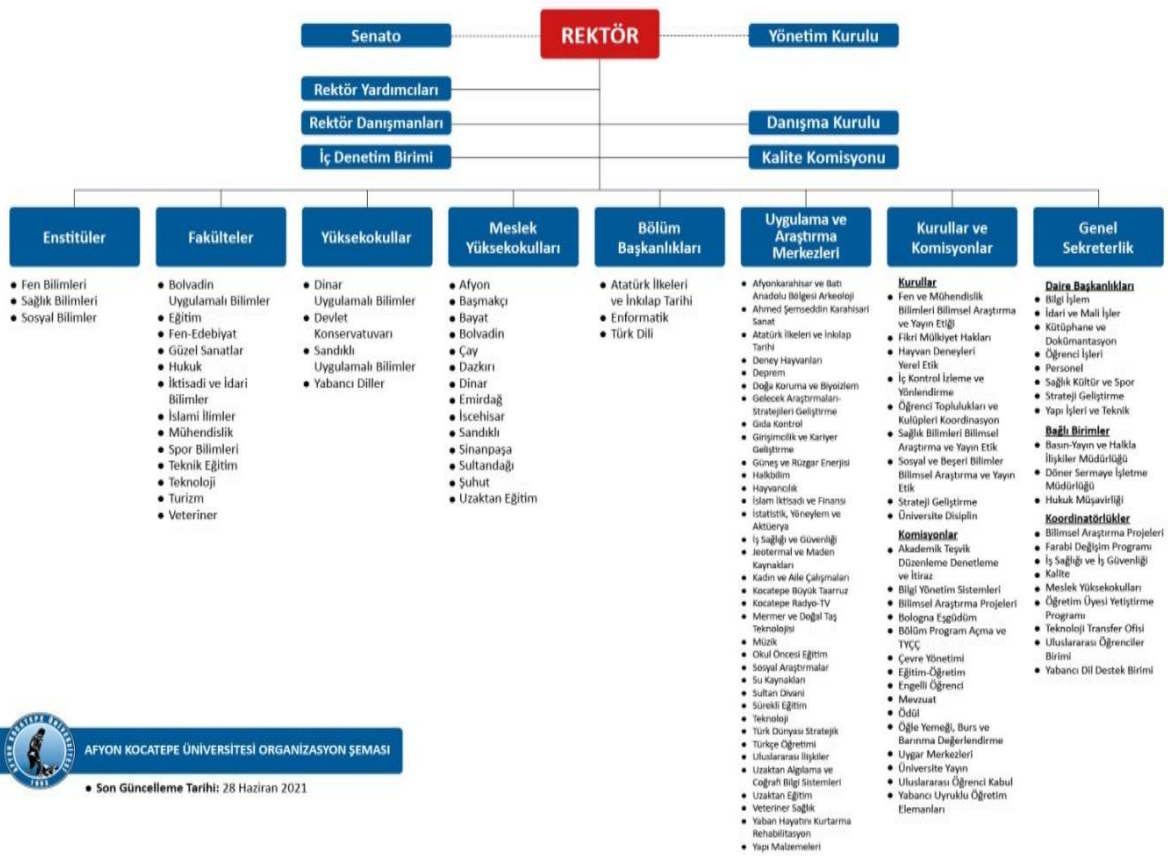 Senato
REKTÖR
Yönetim Kurulu
Rektör Yardımcıları
Rektör Danışmanları
Danışma Kurulu
İç Denetim Birimi
Kalite Komisyonu
Enstitüler
• Fen Bilimleri
• Sağlık Bilimleri
• Sosyal Bilimler
Fakülteler
• Bolvadin
Uygulamalı Bilimler
• Eğitim
• Fen-Edebiyat
• Güzel Sanatlar
• Hukuk
• İktisadi ve İdari
Bilimler
• İslami İlimler
• Mühendislik
• Spor Bilimleri
• Teknik Eğitim
• Teknoloji
• Turizm
• Veteriner
Yüksekokullar
• Dinar
Uygulamalı Bilimler
• Devlet
Konservatuvarı
• Sandıklı
Uygulamalı Bilimler
• Yabancı Diller
Meslek
Yüksekokulları
• Afyon
• Başmakçı
• Bayat
• Bolvadin
• Çay
• Dazkırı
• Dinar
• Emirdağ
• İscehisar
• Sandıklı
• Sinanpaşa
• Sultandağı
• Şuhut
• Uzaktan Eğitim
Bölüm
Başkanlıkları
• Atatürk İlkeleri
ve İnkılap Tarihi
• Enformatik
• Türk Dili
Uygulama ve
Araştırma
Merkezleri
• Afyonkarahisar ve Batı
Anadolu Bölgesi Arkeoloji
• Ahmed Şemseddin Karahisari
Sanat
• Atatürk İlkeleri ve İnkılap
Tarihi
• Deney Hayvanları
• Deprem
• Doğa Koruma ve Biyoizlem
• Gelecek Araştırmaları-
Stratejileri Geliştirme
• Gıda Kontrol
• Girişimcilik ve Kariyer
Geliştirme
• Güneş ve Rüzgar Enerjisi
• Halkbilim
• Hayvancılık
• İslam İktisadi ve Finansı
• İstatistik, Yöneylem ve
Aktüerya
• İş Sağlığı ve Güvenliği
• Jeotermal ve Maden
Kaynakları
• Kadın ve Aile Çalışmaları
• Kocatepe Büyük Taarruz
• Kocatepe Radyo-TV
• Mermer ve Doğal Taş
Teknolojisi
• Müzik
• Okul Öncesi Eğitim
• Sosyal Araştırmalar
• Su Kaynakları
• Sultan Divani
• Sürekli Eğitim
• Teknoloji
• Türk Dünyası Stratejik
• Türkçe Öğretimi
• Uluslararası İlişkiler
• Uzaktan Algılama ve
Coğrafi Bilgi Sistemleri
• Uzaktan Eğitim
• Veteriner Sağlık
• Yaban Hayatını Kurtarma
Rehabilitasyon
• Yapı Malzemeleri
Kurullar ve
Komisyonlar
Kurullar
• Fen ve Mühendislik
Bilimleri Bilimsel Araştırma
ve Yayın Etiği
• Fikri Mülkiyet Hakları
• Hayvan Deneyleri
Yerel Etik
• İç Kontrol İzleme ve
Yönlendirme
• Öğrenci Toplulukları ve
Kulüpleri Koordinasyon
• Sağlık Bilimleri Bilimsel
Araştırma ve Yayın Etik
• Sosyal ve Beşeri Bilimler
Bilimsel Araştırma ve Yayın
Etik
• Strateji Geliştirme
• Üniversite Disiplin
Komisyonlar
• Akademik Teşvik
Düzenleme Denetleme
ve İtiraz
• Bilgi Yönetim Sistemleri
• Bilimsel Araştırma Projeleri
• Bologna Eşgüdüm
• Bölüm Program Açma ve
TYÇÇ
• Çevre Yönetimi
• Eğitim-Öğretim
• Engelli Öğrenci
• Mevzuat
• Ödül
• Öğle Yemeği, Burs ve
Barınma Değerlendirme
• Uygar Merkezleri
• Üniversite Yayın
• Uluslararası Öğrenci Kabul
• Yabancı Uyruklu Öğretim
Elemanları
Genel
Sekreterlik
Daire Başkanlıkları
• Bilgi İşlem
• İdari ve Mali İşler
• Kütüphane ve
Dokümantasyon
• Öğrenci İşleri
• Personel
• Sağlık Kültür ve Spor
• Strateji Geliştirme
• Yapı İşleri ve Teknik
Bağlı Birimler
• Basın-Yayın ve Halkla
İlişkiler Müdürlüğü
• Döner Sermaye İşletme
Müdürlüğü
• Hukuk Müşavirliği
Koordinatörlükler
• Bilimsel Araştırma Projeleri
• Farabi Değişim Programı
• İş Sağlığı ve İş Güvenliği
• Kalite
• Meslek Yüksekokulları
• Öğretim Üyesi Yetiştirme
Programı
• Teknoloji Transfer Ofisi
• Uluslararası Öğrenciler
Birimi
• Yabancı Dil Destek Birimi
AFYON KOCATEPE ÜNİVERSİTESİ
1992
AFYON KOCATEPE ÜNİVERSİTESİ ORGANİZASYON ŞEMASI
• Son Güncelleme Tarihi: 28 Haziran 2021